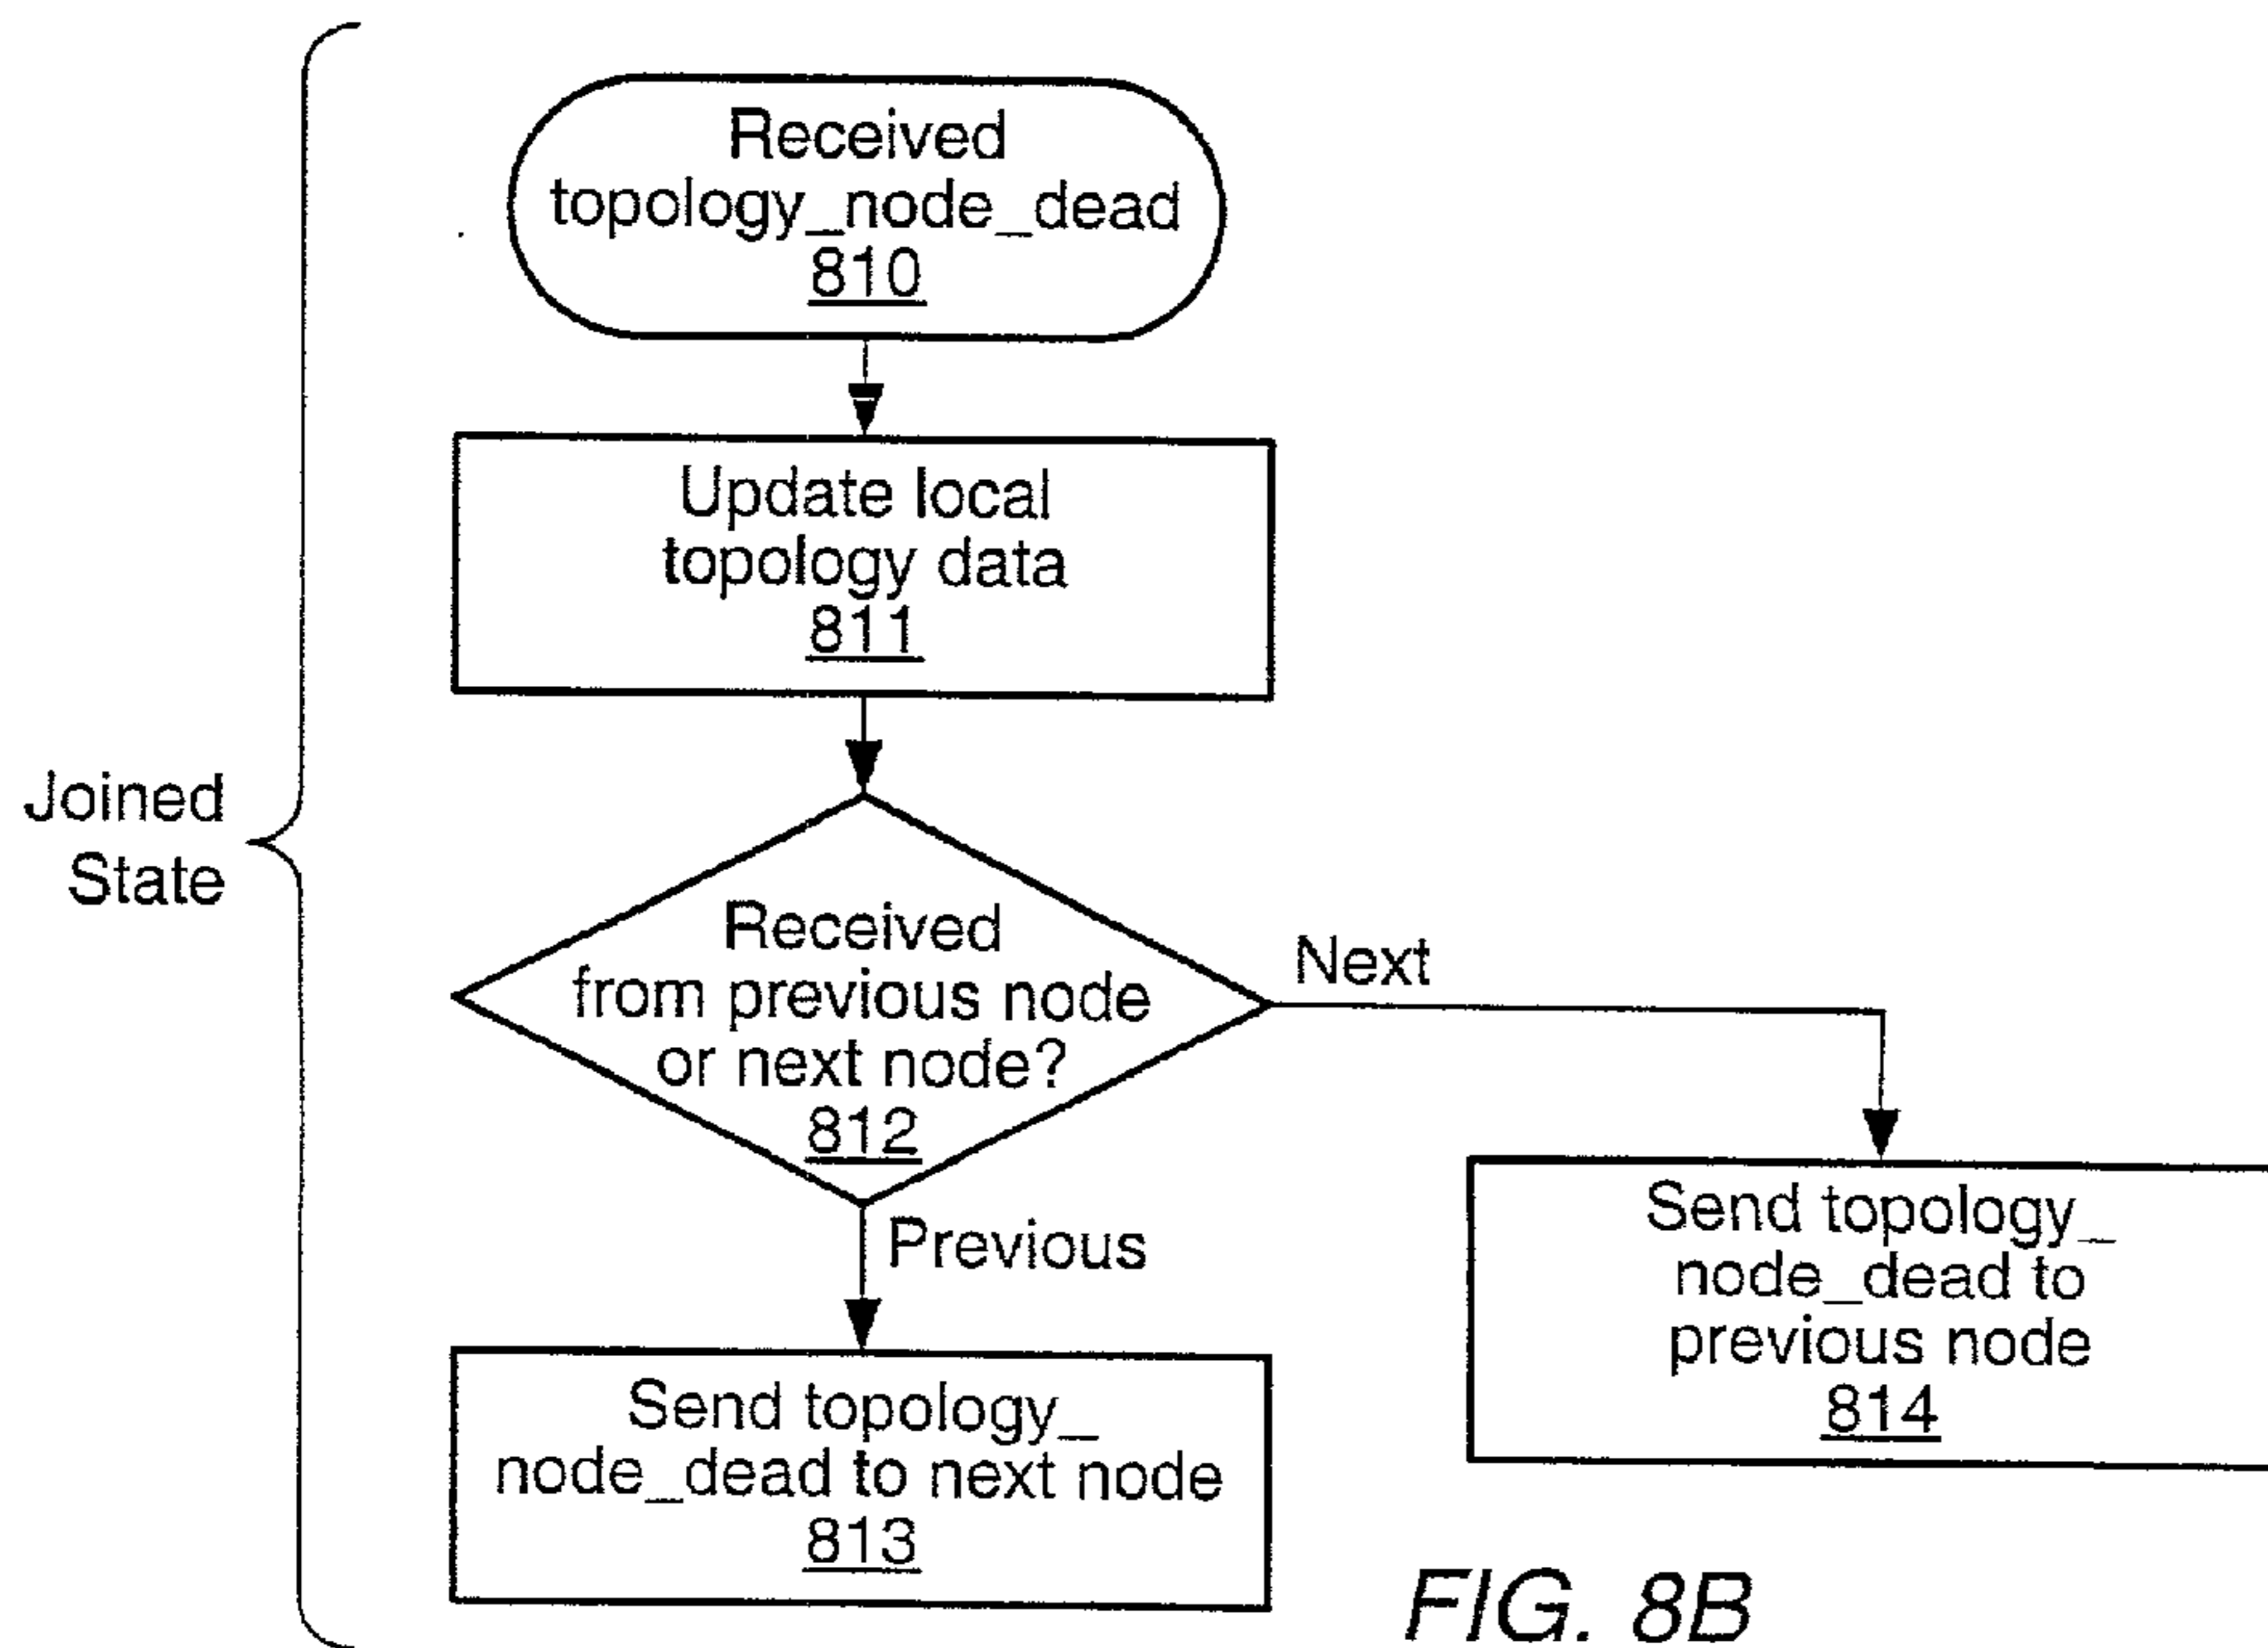 Received
topology_node_dead
810
Update local
topology data
811
Joined
State
Received
from previous node
or next node?
812
Next
Previous
Send topology_
node_dead to
previous node
814
Send topology_
node_dead to next node
813
FIG. 8B